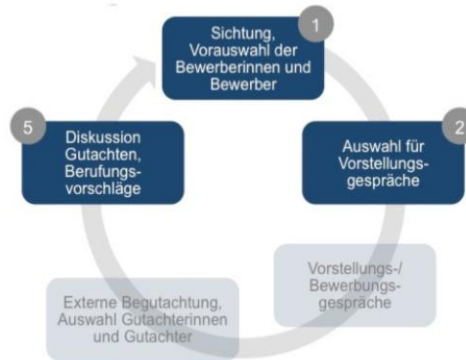 1
Sichtung,
Vorauswahl der
Bewerberinnen und
Bewerber
2
Auswahl für
Vorstellungs-
gespräche
Vorstellungs-/
Bewerbungs-
gespräche
Externe Begutachtung,
Auswahl Gutachterinnen
und Gutachter
5
Diskussion
Gutachten,
Berufungs-
vorschläge